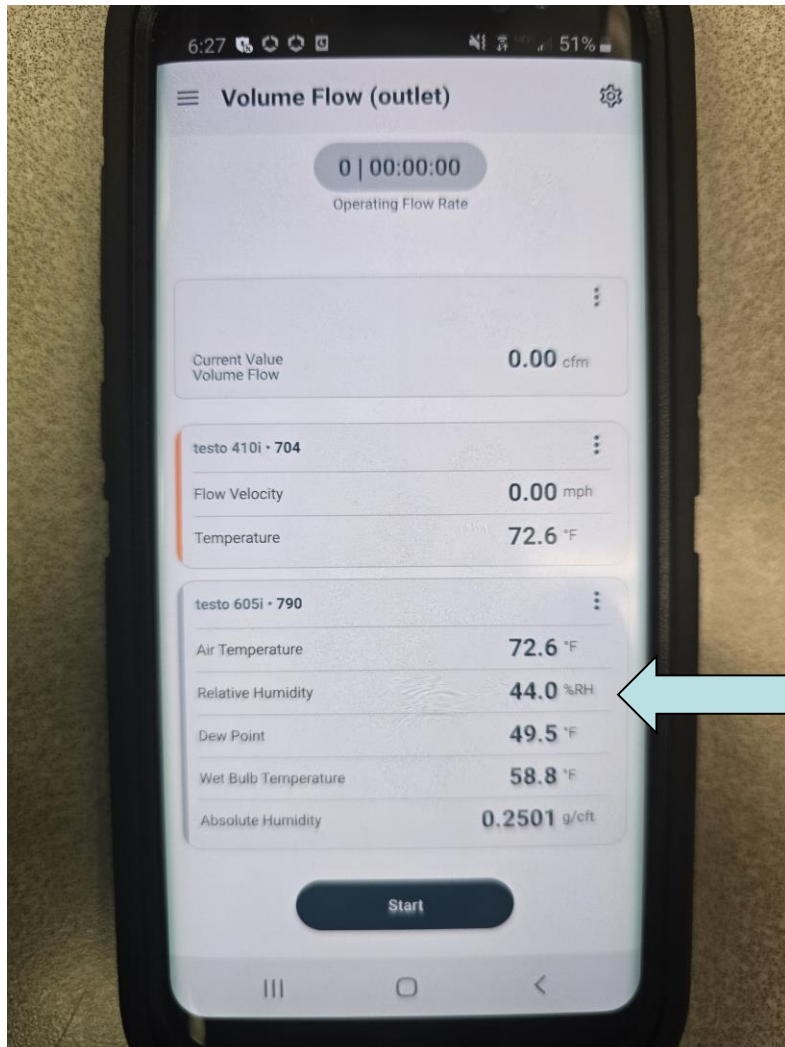 6:27 51%
Volume Flow (outlet)
0 | 00:00:00
Operating Flow Rate
Current Value
Volume Flow 0.00 cfm
testo 410i • 704
Flow Velocity 0.00 mph
Temperature 72.6 °F
testo 605i • 790
Air Temperature 72.6 °F
Relative Humidity 44.0 %RH
Dew Point 49.5 °F
Wet Bulb Temperature 58.8 °F
Absolute Humidity 0.2501 g/cft
Start